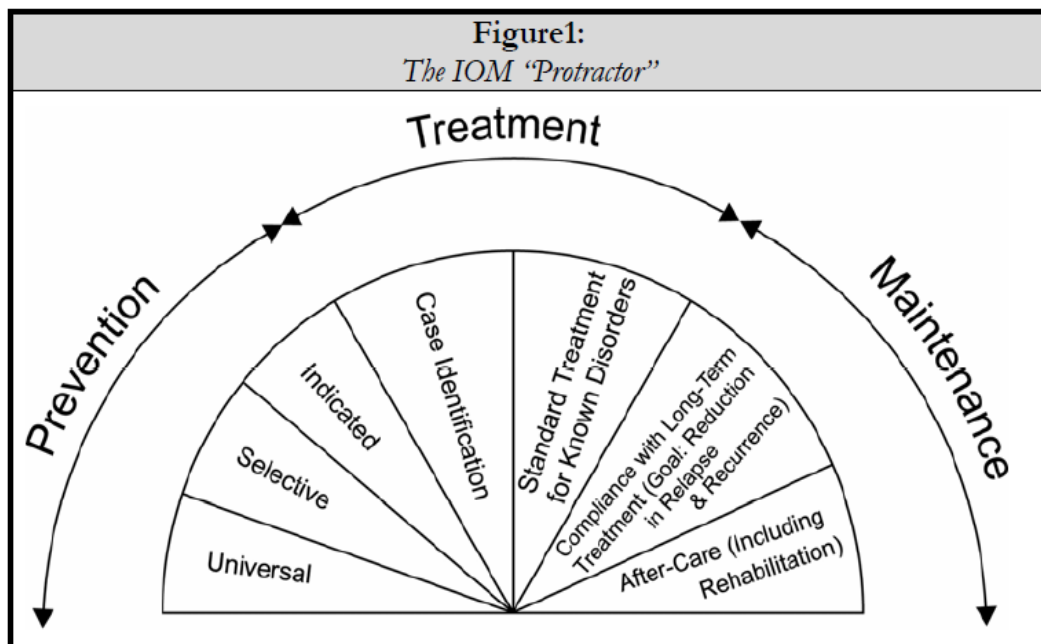 Figure1:
The IOM “Protractor”
Treatment
Prevention
Maintenance
Universal
Selective
Indicated
Case Identification
Standard Treatment
for Known Disorders
Compliance with Long-Term
Treatment (Goal: Reduction
in Relapse
& Recurrence)
After-Care (Including
Rehabilitation)